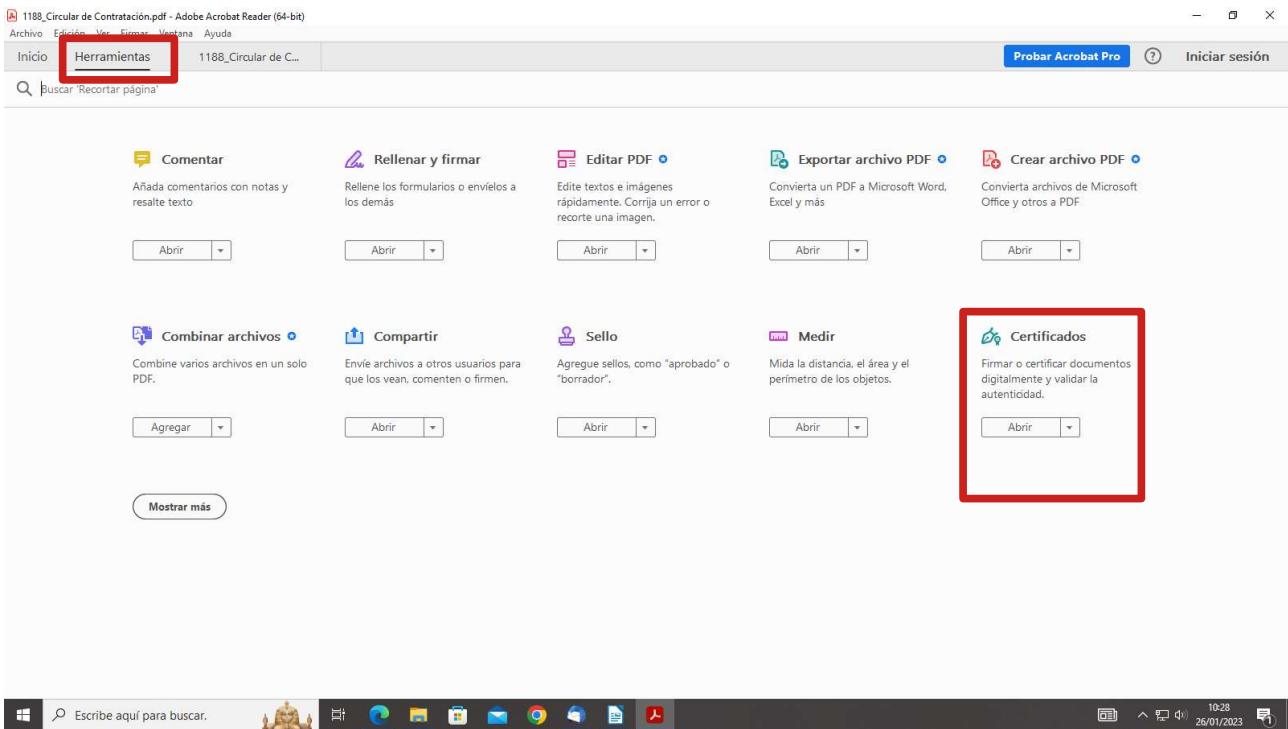 1188_Circular de Contratación.pdf - Adobe Acrobat Reader (64-bit)
Archivo Edición Ver Firmar Ventana Ayuda
Inicio Herramientas 1188_Circular de C... Probar Acrobat Pro ? Iniciar sesión
Buscar 'Recortar página'
Comentar
Añada comentarios con notas y
resalte texto
Abrir
Rellenar y firmar
Rellene los formularios o envíelos a
los demás
Abrir
Editar PDF
Edite textos e imágenes
rápidamente. Corrija un error o
recorte una imagen.
Abrir
Exportar archivo PDF
Convierta un PDF a Microsoft Word,
Excel y más
Abrir
Crear archivo PDF
Convierta archivos de Microsoft
Office y otros a PDF
Abrir
Combinar archivos
Combine varios archivos en un solo
PDF.
Agregar
Compartir
Envíe archivos a otros usuarios para
que los vean, comenten o firmen.
Abrir
Sello
Agregue sellos, como "aprobado" o
"borrador".
Abrir
Medir
Mida la distancia, el área y el
perímetro de los objetos.
Abrir
Certificados
Firmar o certificar documentos
digitalmente y validar la
autenticidad.
Abrir
Mostrar más
Escribe aquí para buscar.
10:28
26/01/2023